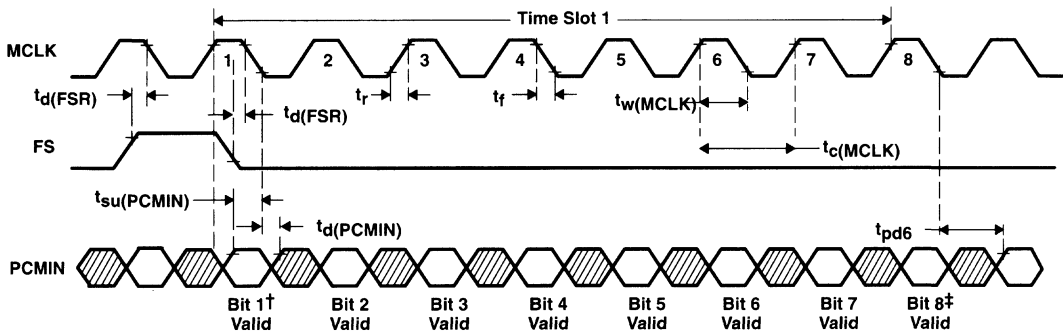 Time Slot 1
MCLK
1 2 3 4 5 6 7 8
td(FSR)
td(FSR)
tr
tf
tw(MCLK)
FS
tc(MCLK)
tsu(PCMIN)
td(PCMIN)
tpd6
PCMIN
Bit 1† Bit 2 Bit 3 Bit 4 Bit 5 Bit 6 Bit 7 Bit 8‡
Valid Valid Valid Valid Valid Valid Valid Valid